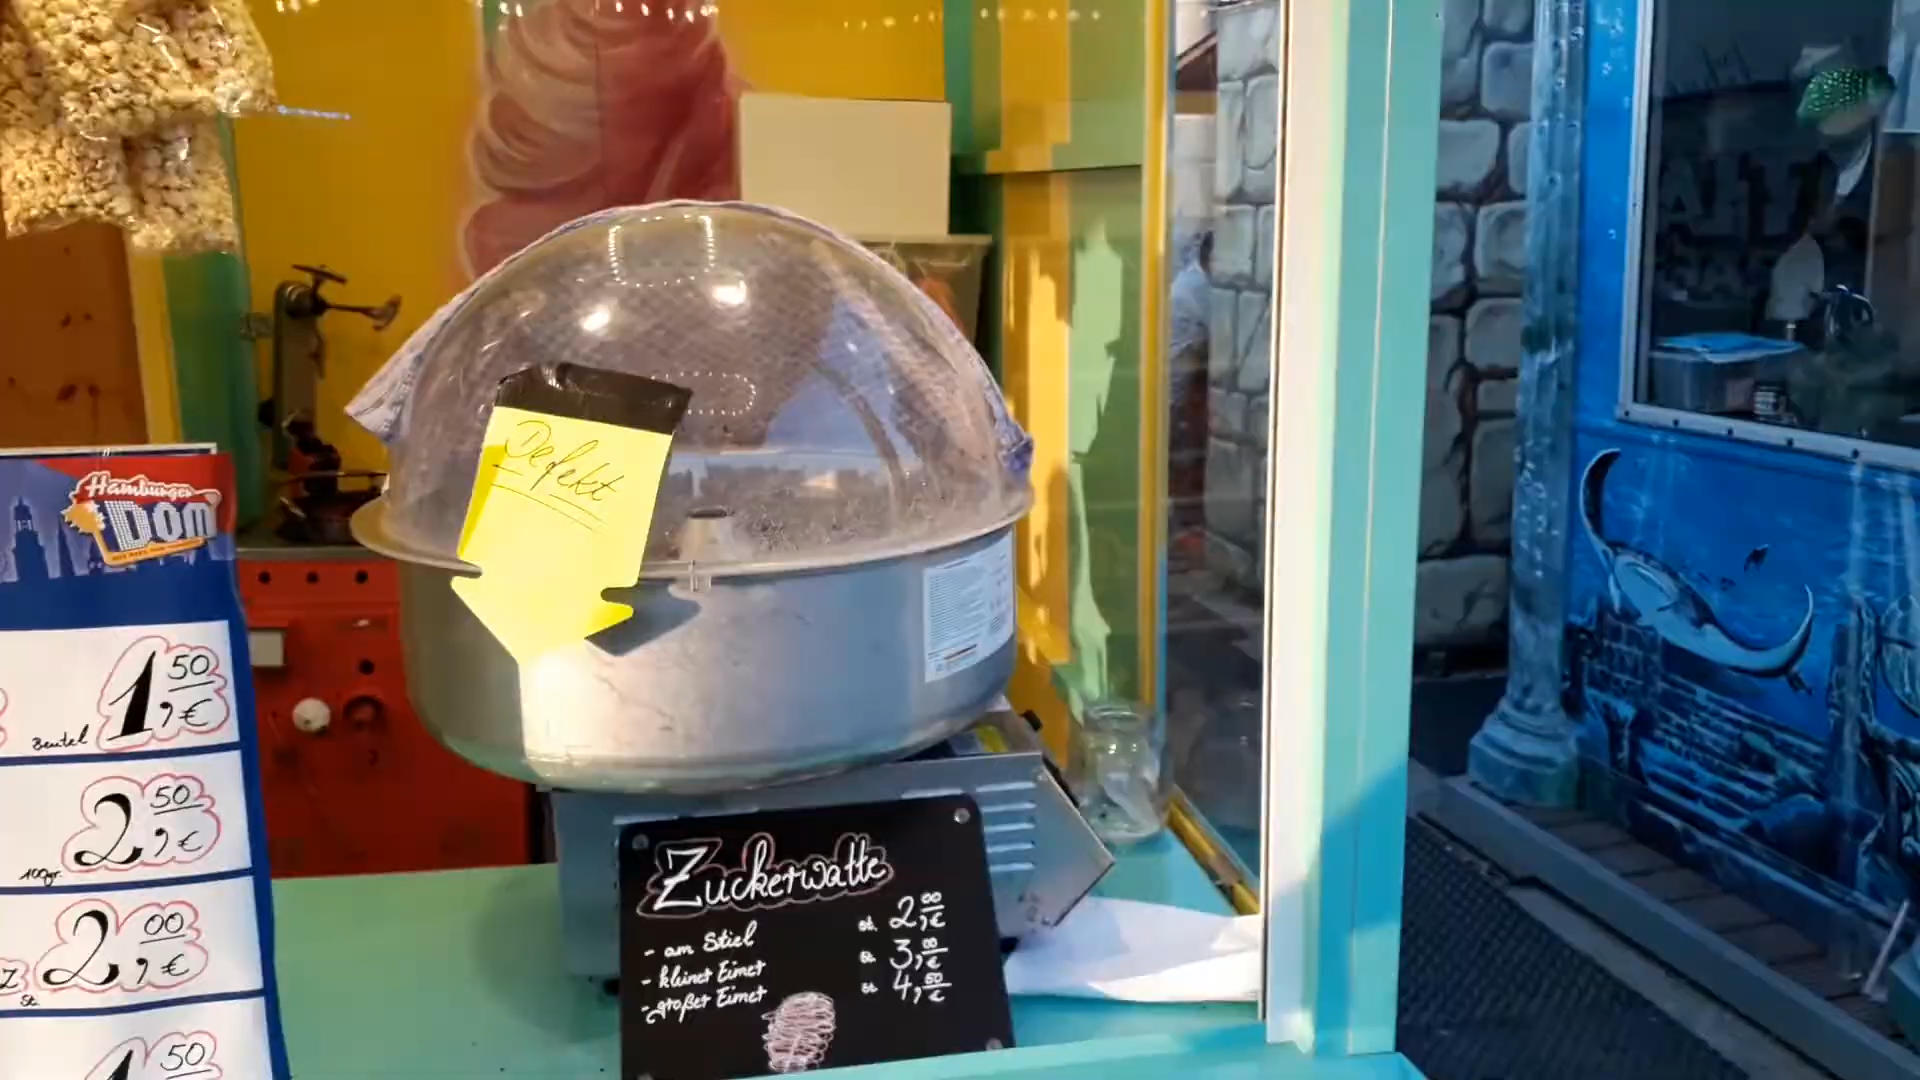 Defekt
Hamburger
DOM
1,50 €
Beutel
2,50 €
100gr.
2,00 €
St.
50
Zuckerwatte
- am Stiel st. 2,00 €
- kleiner Eimer st. 3,00 €
- großer Eimer st. 4,50 €